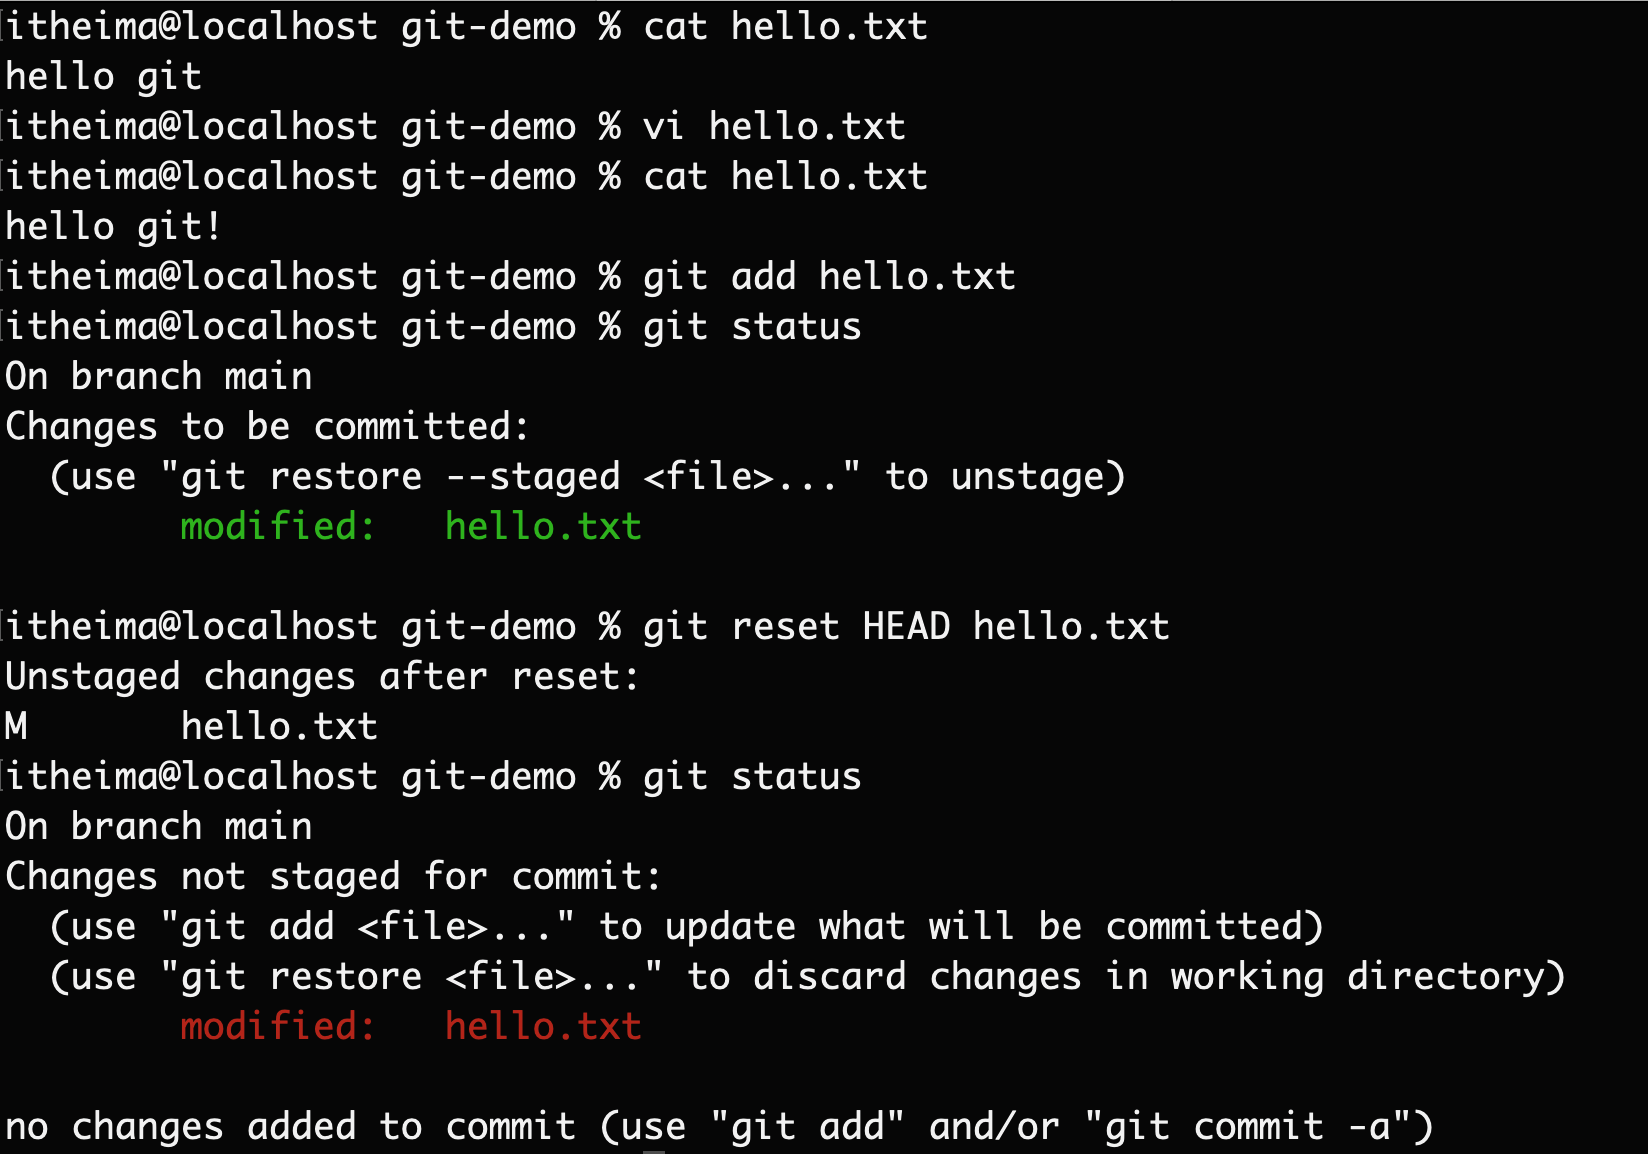 itheima@localhost git-demo % cat hello.txt
hello git
itheima@localhost git-demo % vi hello.txt
itheima@localhost git-demo % cat hello.txt
hello git!
itheima@localhost git-demo % git add hello.txt
itheima@localhost git-demo % git status
On branch main
Changes to be committed:
  (use "git restore --staged <file>..." to unstage)
        modified:   hello.txt

itheima@localhost git-demo % git reset HEAD hello.txt
Unstaged changes after reset:
M       hello.txt
itheima@localhost git-demo % git status
On branch main
Changes not staged for commit:
  (use "git add <file>..." to update what will be committed)
  (use "git restore <file>..." to discard changes in working directory)
        modified:   hello.txt

no changes added to commit (use "git add" and/or "git commit -a")